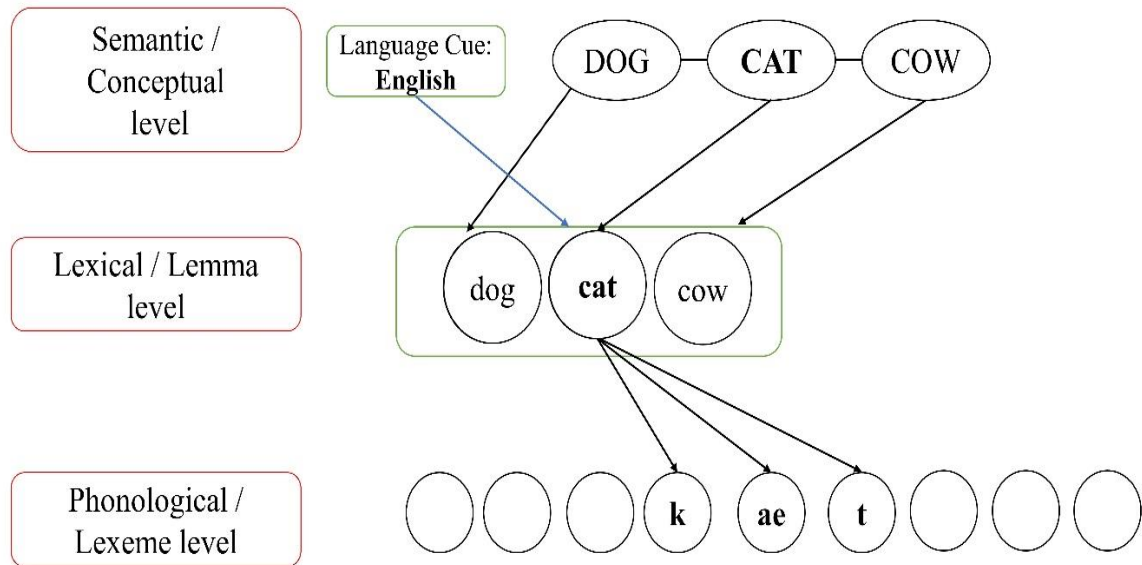 Semantic /
Conceptual
level
Language Cue:
English
DOG
CAT
COW
Lexical / Lemma
level
dog
cat
cow
Phonological /
Lexeme level
k
ae
t